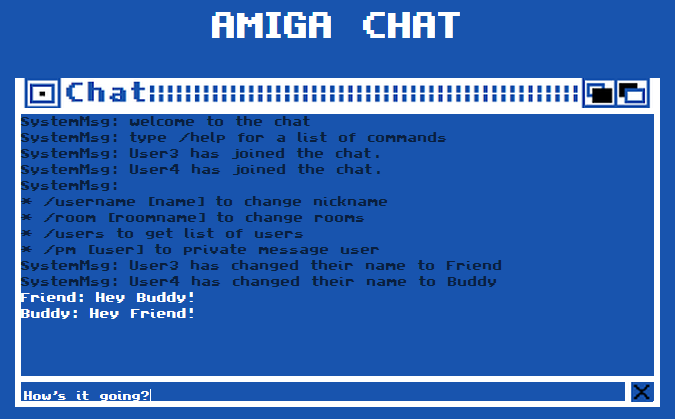 AMIGA CHAT
Chat
SystemMsg: welcome to the chat
SystemMsg: type /help for a list of commands
SystemMsg: User3 has joined the chat.
SystemMsg: User4 has joined the chat.
SystemMsg:
* /username [name] to change nickname
* /room [roomname] to change rooms
* /users to get list of users
* /pm [user] to private message user
SystemMsg: User3 has changed their name to Friend
SystemMsg: User4 has changed their name to Buddy
Friend: Hey Buddy!
Buddy: Hey Friend!
How's it going?